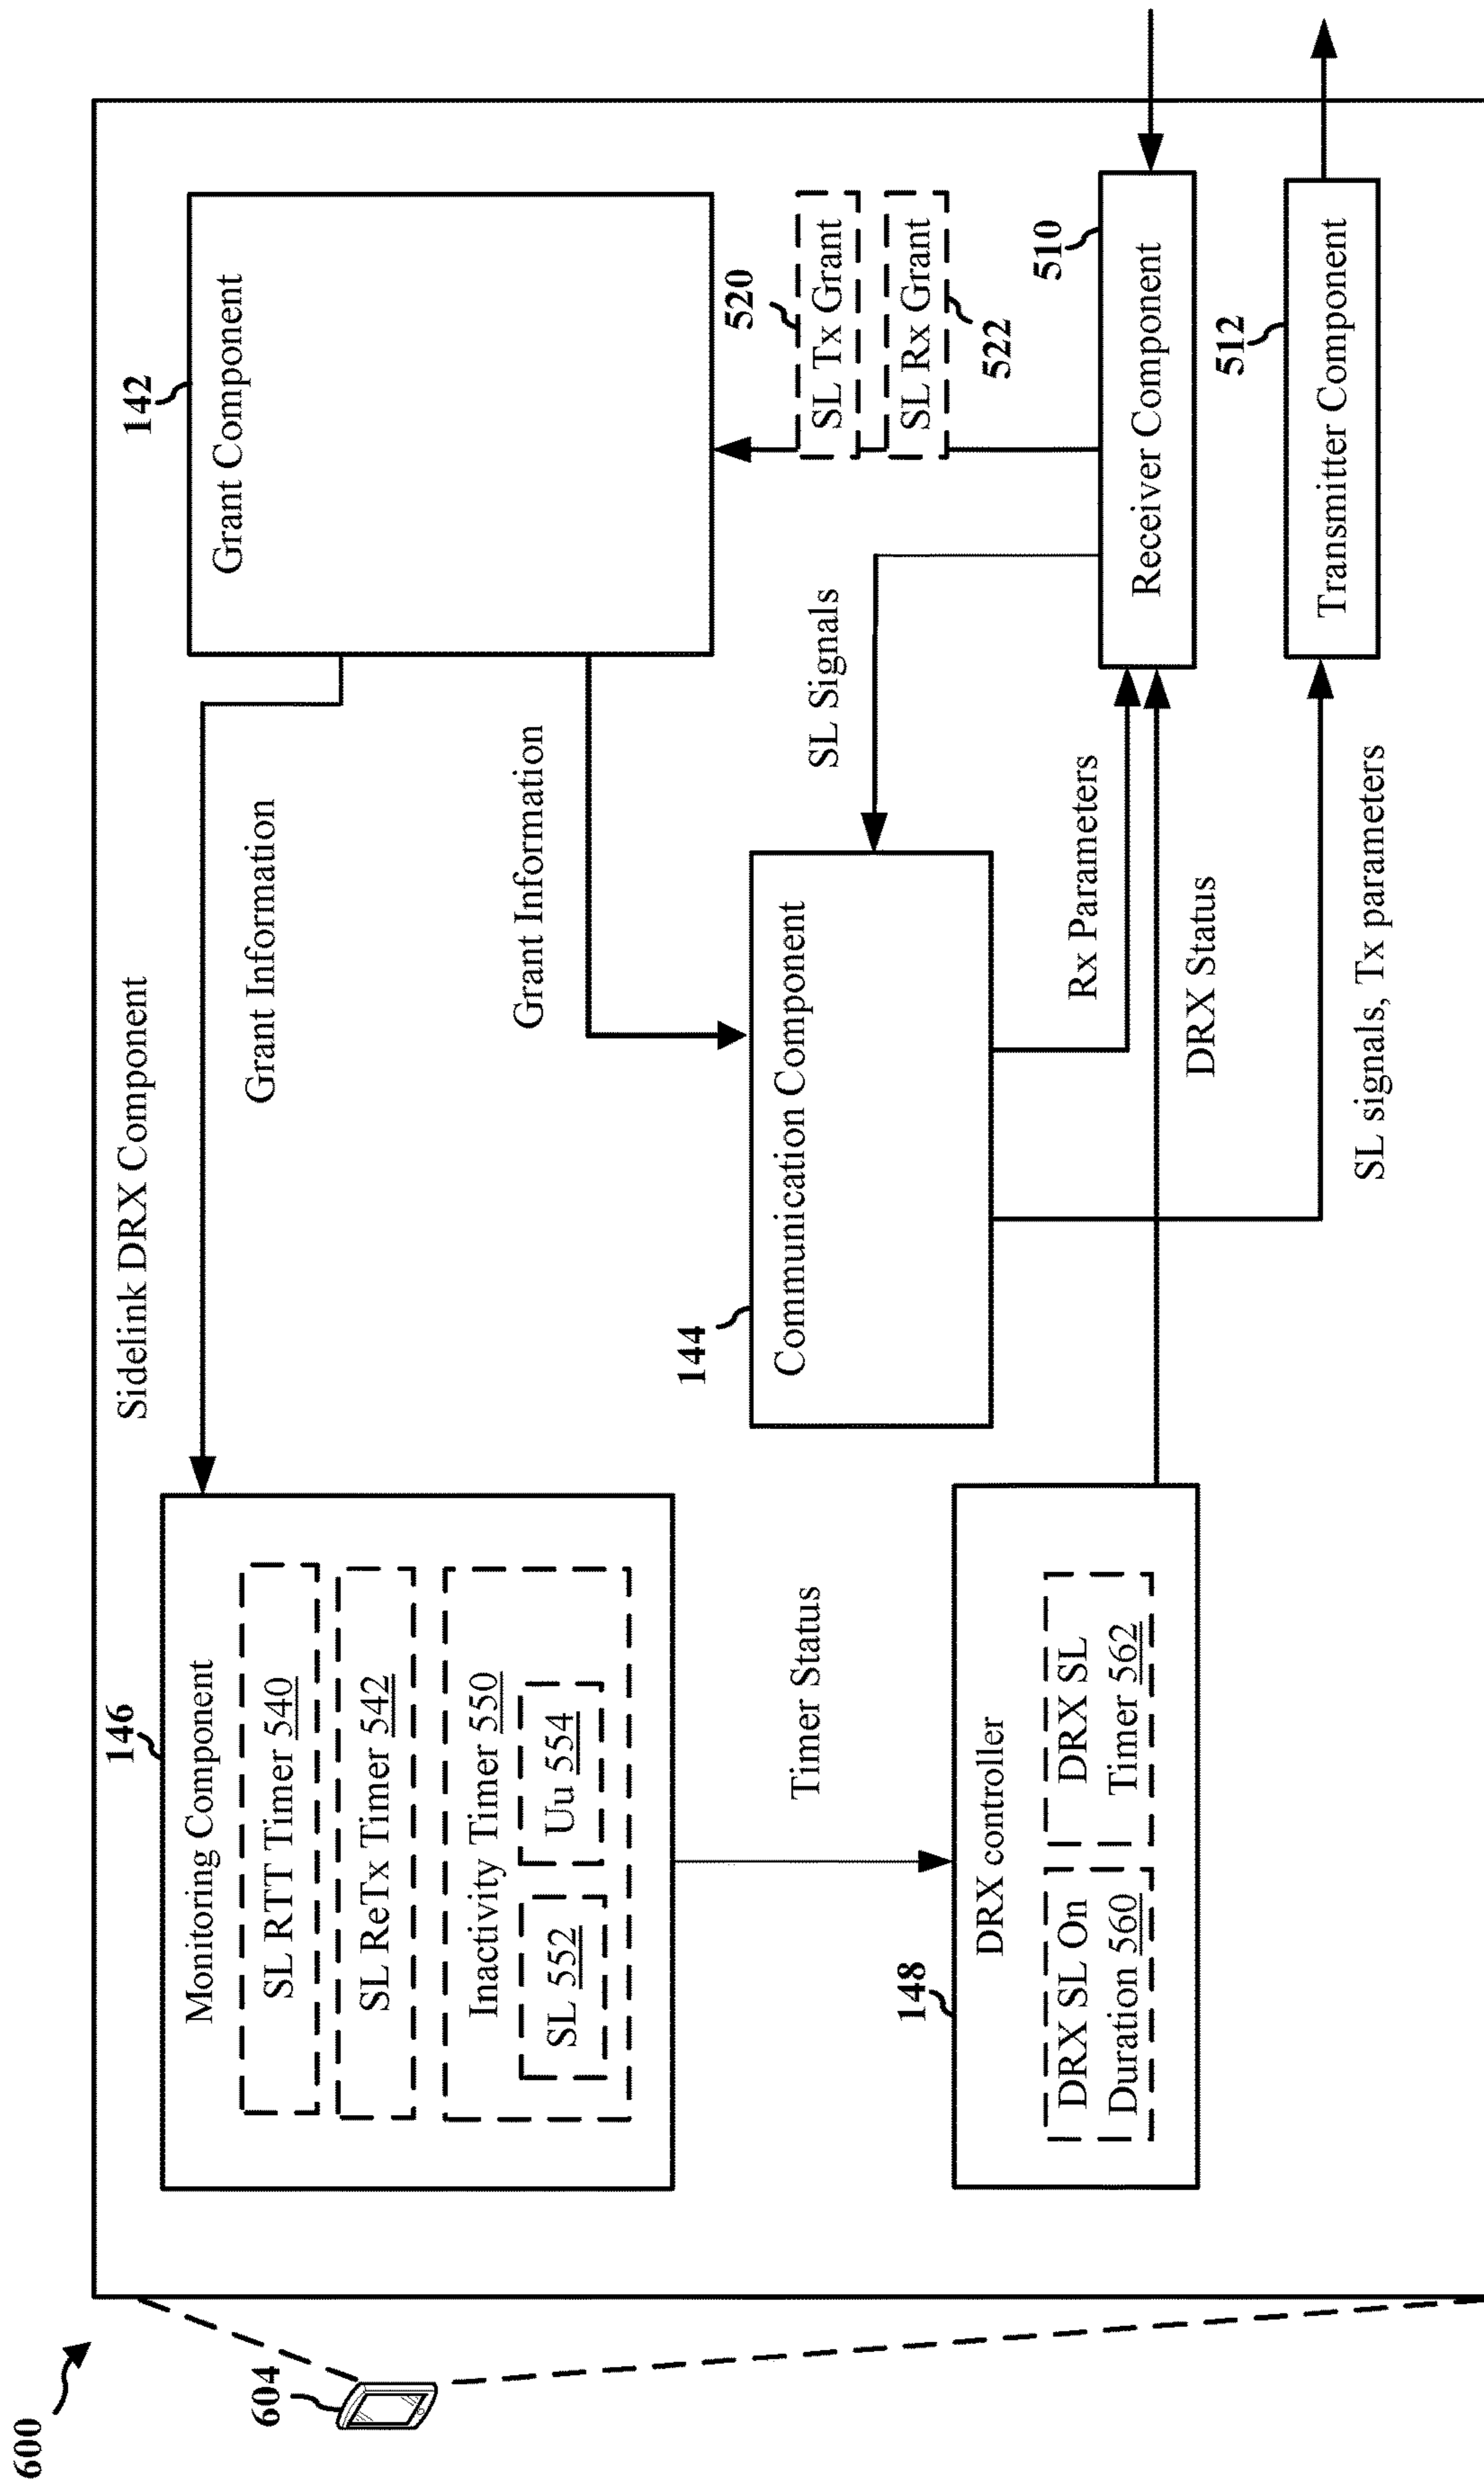 600
604
Sidelink DRX Component
146
Monitoring Component
SL RTT Timer 540
SL ReTx Timer 542
Inactivity Timer 550
SL 552
Uu 554
Grant Information
142
Grant Component
Grant Information
Timer Status
144
Communication Component
SL Signals
520
SL Tx Grant
SL Rx Grant
522
148
DRX controller
DRX SL On
Duration 560
DRX SL
Timer 562
Rx Parameters
DRX Status
510
Receiver Component
SL signals, Tx parameters
512
Transmitter Component